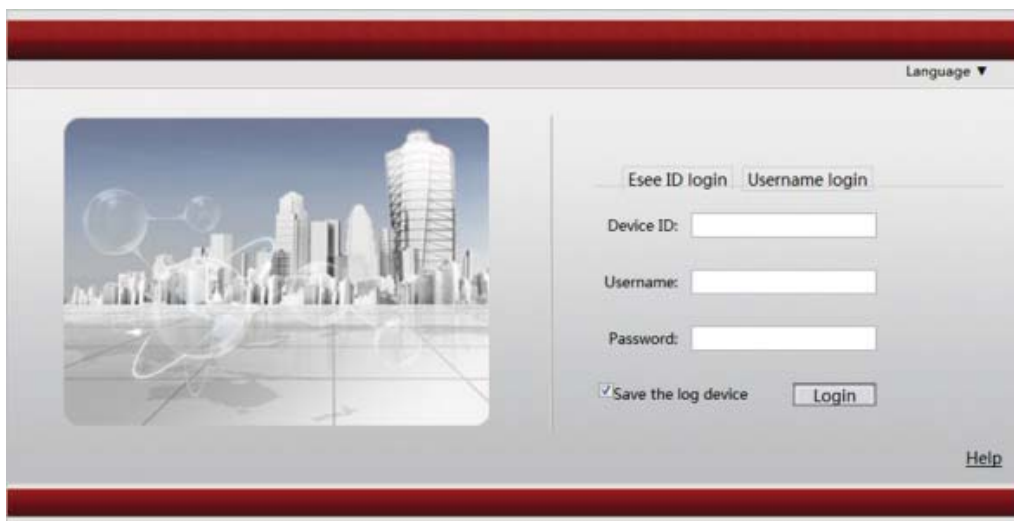 Language ▼
Esee ID login Username login
Device ID:
Username:
Password:
Save the log device Login
Help